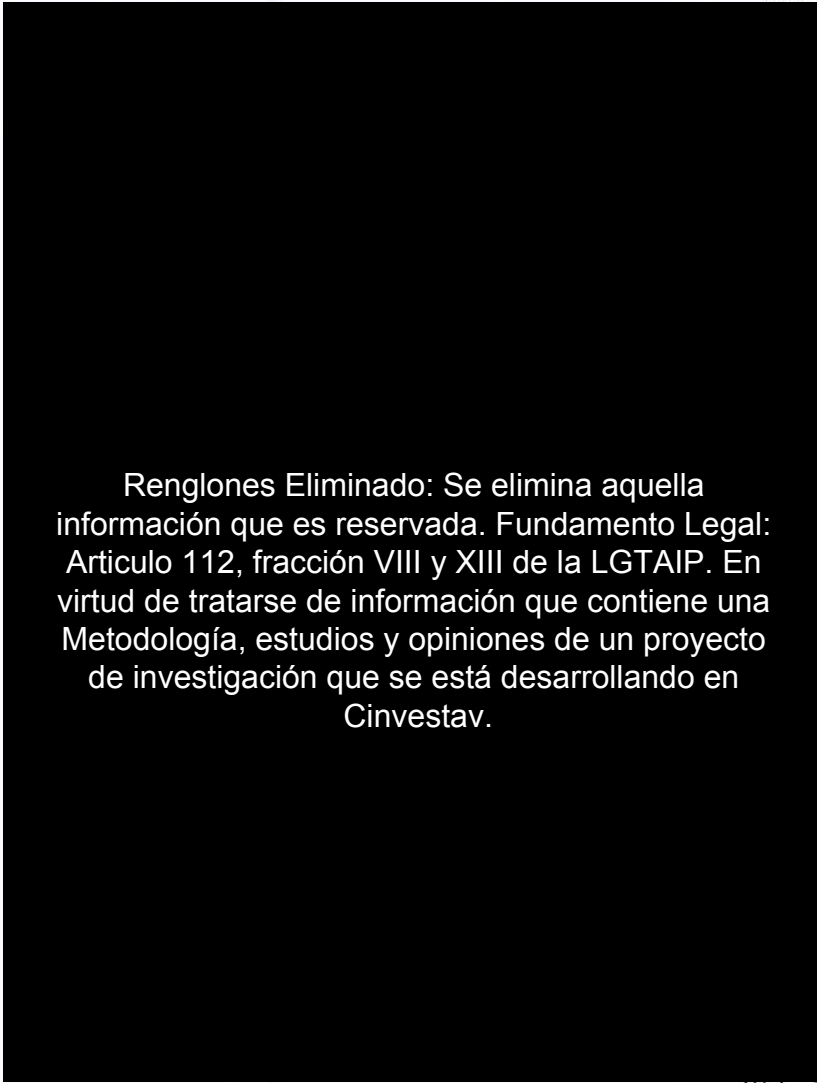 Renglones Eliminado: Se elimina aquella
información que es reservada. Fundamento Legal:
Articulo 112, fracción VIII y XIII de la LGTAIP. En
virtud de tratarse de información que contiene una
Metodología, estudios y opiniones de un proyecto
de investigación que se está desarrollando en
Cinvestav.